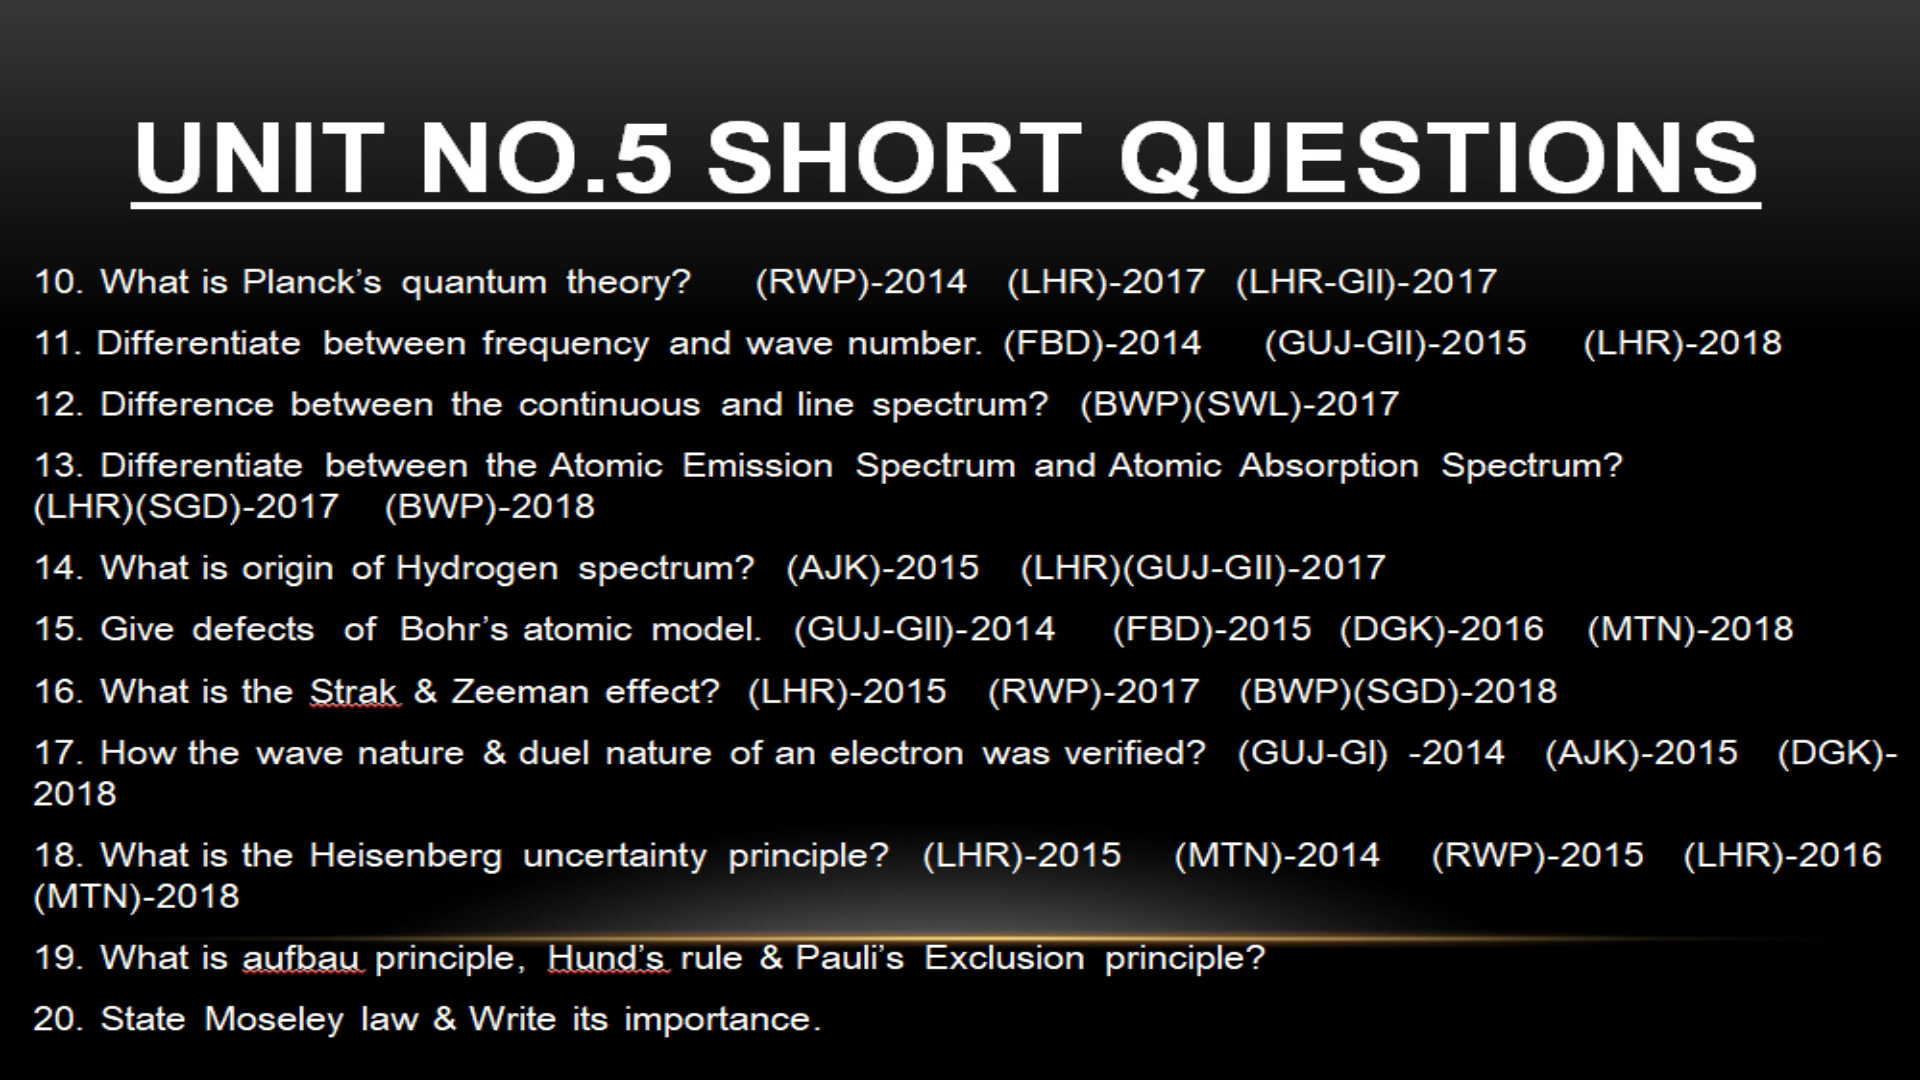 UNIT NO.5 SHORT QUESTIONS
10. What is Planck’s quantum theory? (RWP)-2014 (LHR)-2017 (LHR-GII)-2017
11. Differentiate between frequency and wave number. (FBD)-2014 (GUJ-GII)-2015 (LHR)-2018
12. Difference between the continuous and line spectrum? (BWP)(SWL)-2017
13. Differentiate between the Atomic Emission Spectrum and Atomic Absorption Spectrum?
(LHR)(SGD)-2017 (BWP)-2018
14. What is origin of Hydrogen spectrum? (AJK)-2015 (LHR)(GUJ-GII)-2017
15. Give defects of Bohr’s atomic model. (GUJ-GII)-2014 (FBD)-2015 (DGK)-2016 (MTN)-2018
16. What is the Strak & Zeeman effect? (LHR)-2015 (RWP)-2017 (BWP)(SGD)-2018
17. How the wave nature & duel nature of an electron was verified? (GUJ-GI) -2014 (AJK)-2015 (DGK)-
2018
18. What is the Heisenberg uncertainty principle? (LHR)-2015 (MTN)-2014 (RWP)-2015 (LHR)-2016
(MTN)-2018
19. What is aufbau principle, Hund’s rule & Pauli’s Exclusion principle?
20. State Moseley law & Write its importance.